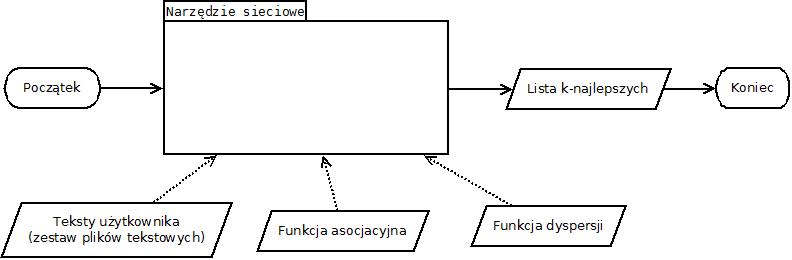 Narzędzie sieciowe
Początek
Lista k-najlepszych
Koniec
Teksty użytkownika
(zestaw plików tekstowych)
Funkcja asocjacyjna
Funkcja dyspersji